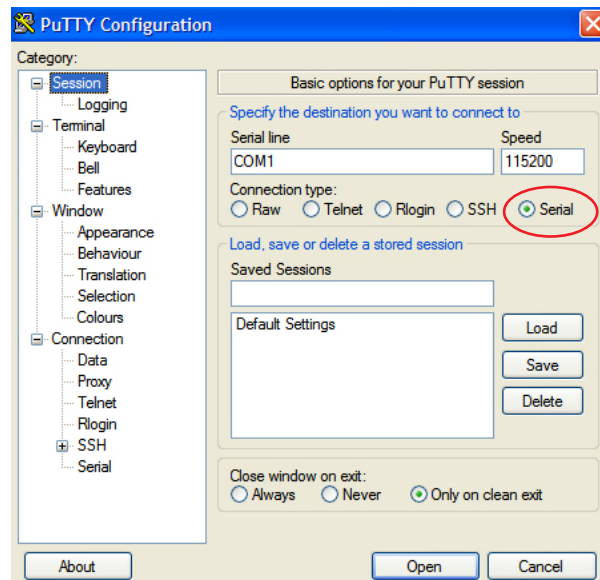 PuTTY Configuration
Category:
Session
Logging
Terminal
Keyboard
Bell
Features
Window
Appearance
Behaviour
Translation
Selection
Colours
Connection
Data
Proxy
Telnet
Rlogin
SSH
Serial
Basic options for your PuTTY session
Specify the destination you want to connect to
Serial line Speed
COM1 115200
Connection type:
Raw Telnet Rlogin SSH Serial
Load, save or delete a stored session
Saved Sessions
Default Settings
Load
Save
Delete
Close window on exit:
Always Never Only on clean exit
About Open Cancel